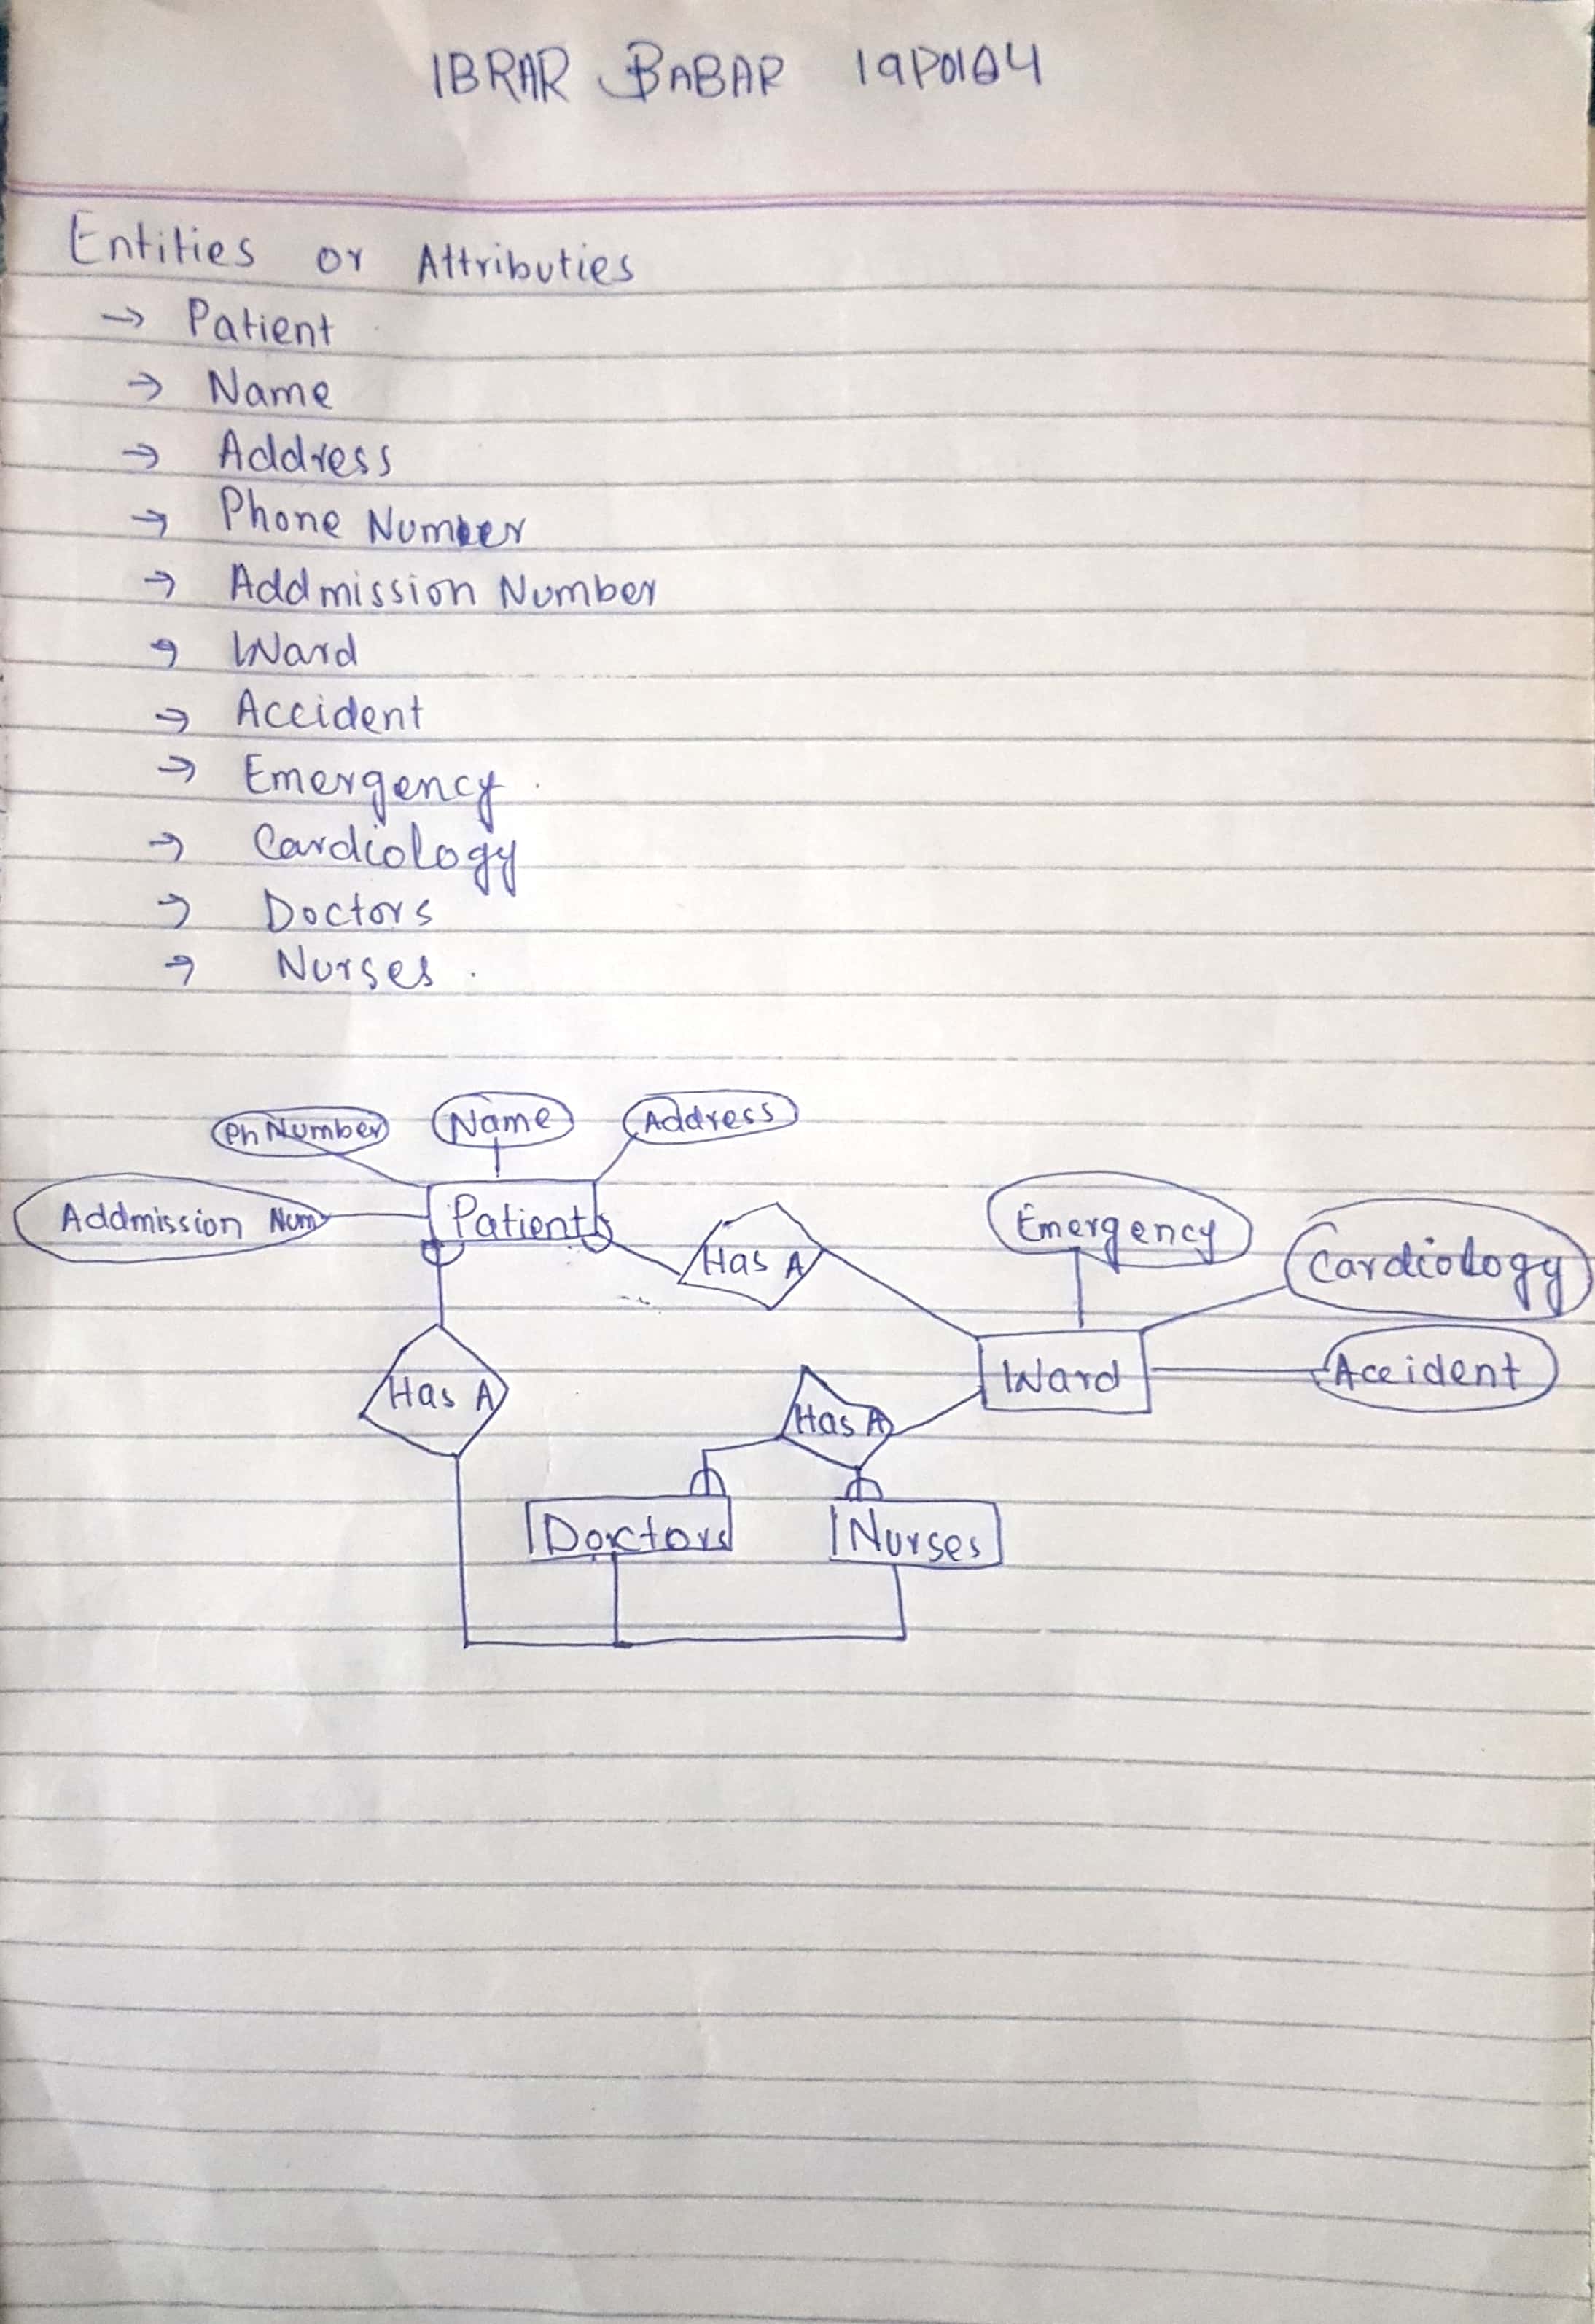 IBRAR BABAR 19P0104
Entities or Attributies
→ Patient
→ Name
→ Address
→ Phone Number
→ Addmission Number
→ Ward
→ Accident
→ Emergency
→ Cardiology
→ Doctors
→ Nurses
Ph Number Name Address
Addmission Num Patient
Has A
Emergency
Cardiology
Ward
Accident
Has A
Has A
Doctors Nurses